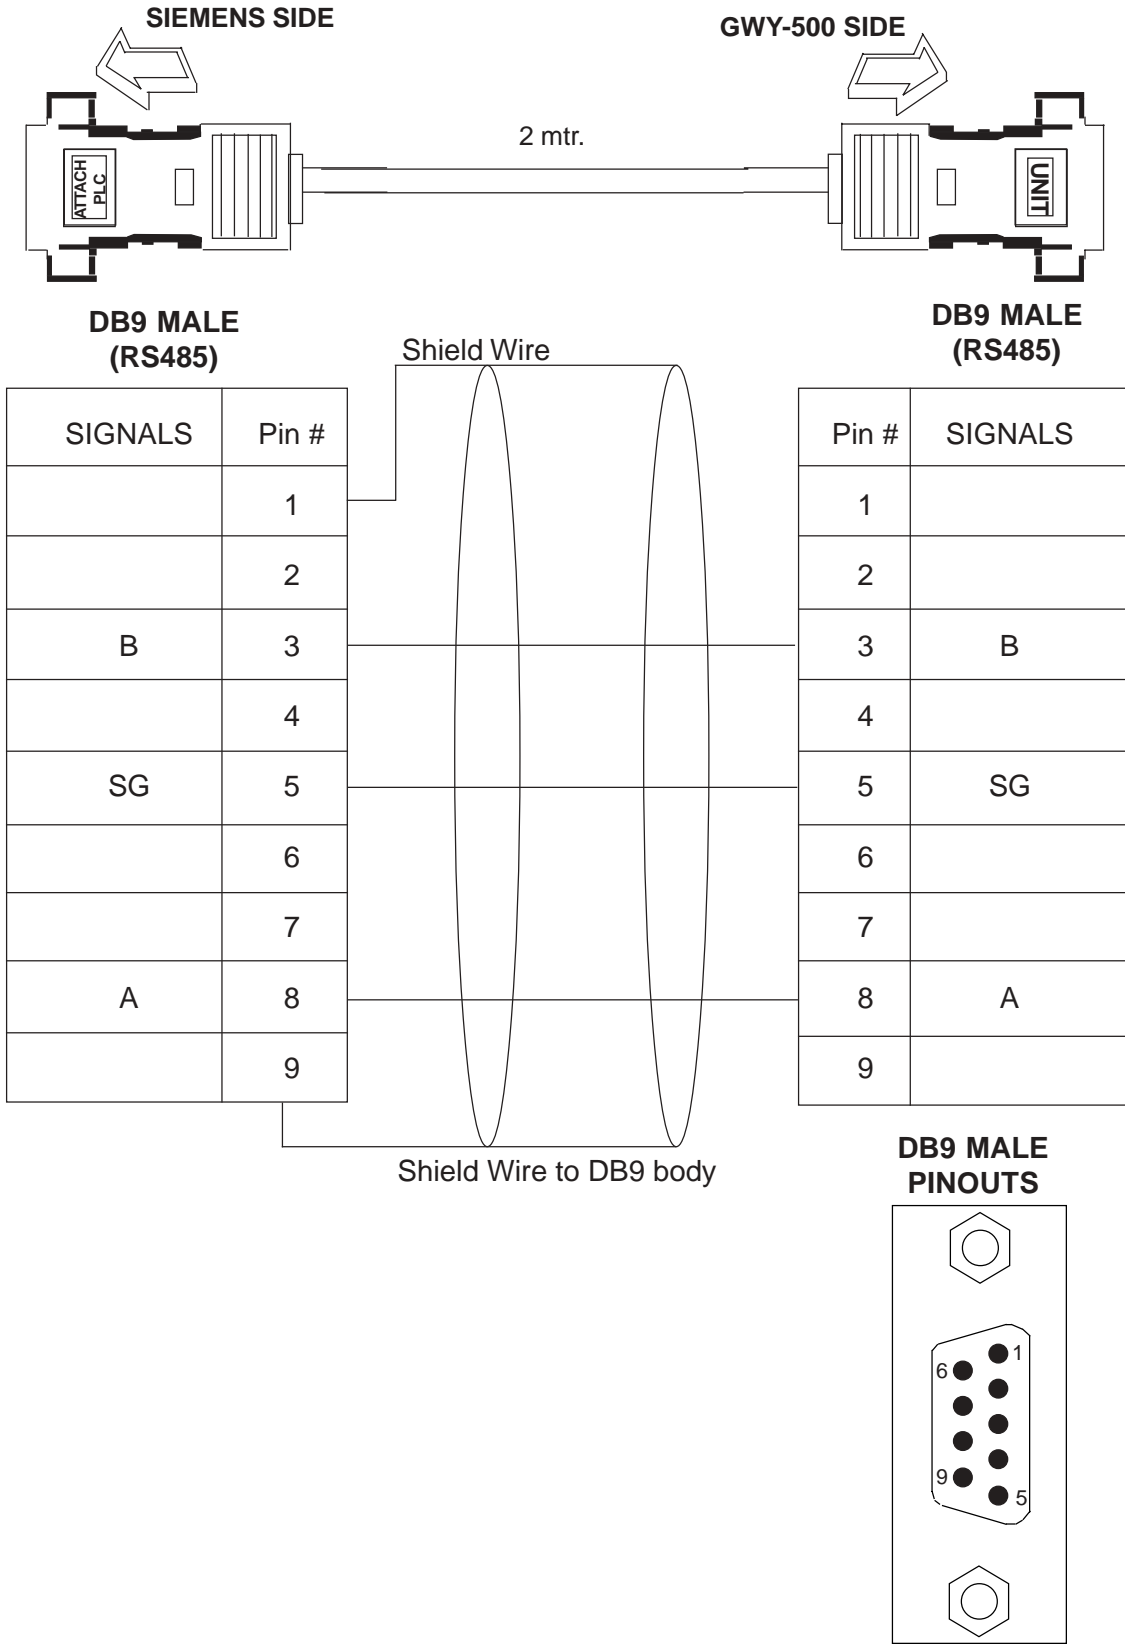 SIEMENS SIDE
GWY-500 SIDE
2 mtr.
ATTACH
PLC
UNIT
DB9 MALE
(RS485)
DB9 MALE
(RS485)
Shield Wire
SIGNALS Pin #
1
2
B 3
4
SG 5
6
7
A 8
9
Pin # SIGNALS
1
2
3 B
4
5 SG
6
7
8 A
9
Shield Wire to DB9 body
DB9 MALE
PINOUTS
1
6
9
5